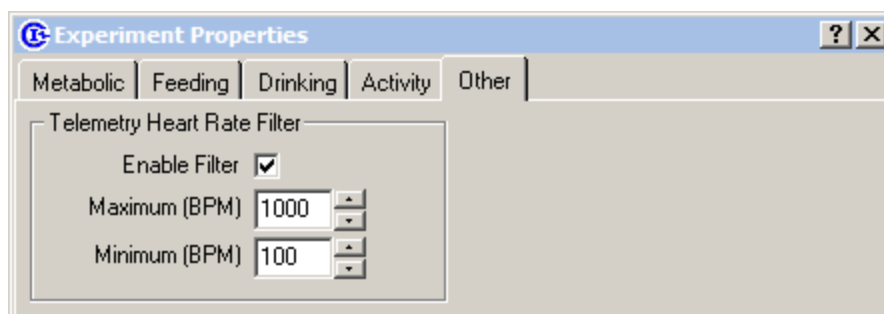 Experiment Properties
Metabolic Feeding Drinking Activity Other
Telemetry Heart Rate Filter
Enable Filter
Maximum (BPM) 1000
Minimum (BPM) 100